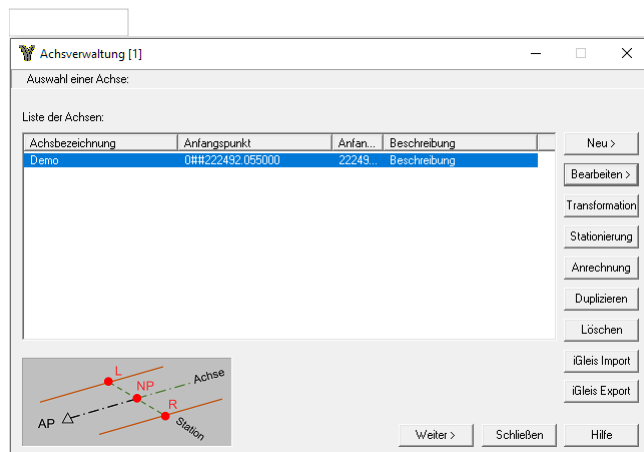 Achsverwaltung [1]
Auswahl einer Achse:
Liste der Achsen:
Achsbezeichnung Anfangspunkt Anfan... Beschreibung
Demo 0##222492.055000 22249... Beschreibung
Neu >
Bearbeiten >
Transformation
Stationierung
Anrechnung
Duplizieren
Löschen
iGleis Import
iGleis Export
L
NP
Achse
R
AP
Station
Weiter > Schließen Hilfe